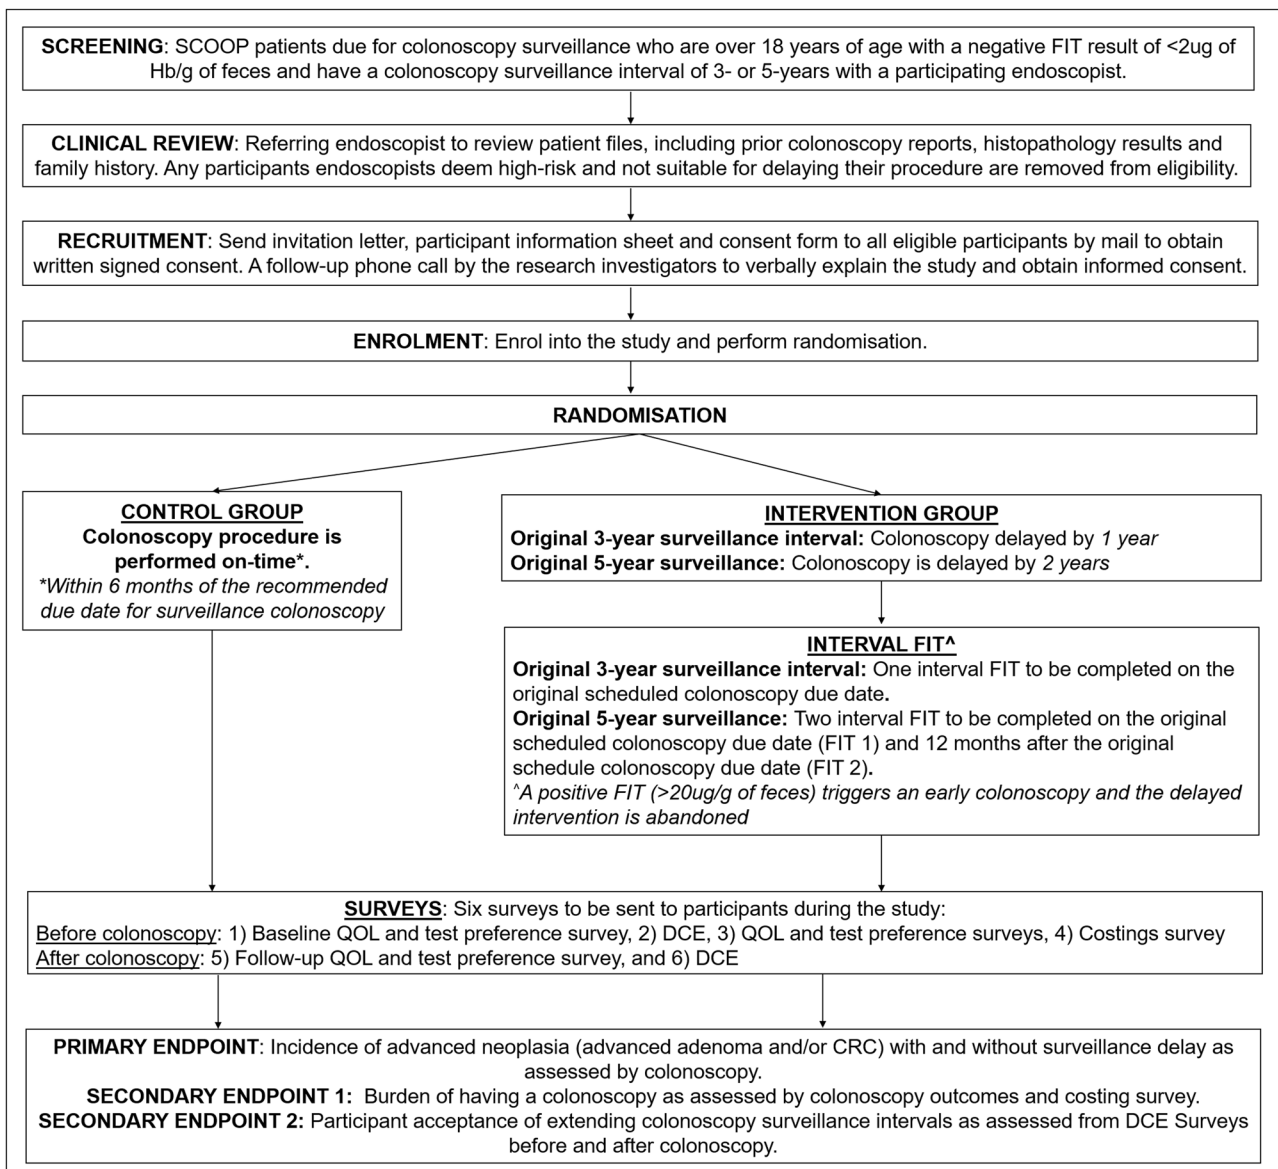 SCREENING: SCOOP patients due for colonoscopy surveillance who are over 18 years of age with a negative FIT result of <2ug of
Hb/g of feces and have a colonoscopy surveillance interval of 3- or 5-years with a participating endoscopist.
CLINICAL REVIEW: Referring endoscopist to review patient files, including prior colonoscopy reports, histopathology results and
family history. Any participants endoscopists deem high-risk and not suitable for delaying their procedure are removed from eligibility.
RECRUITMENT: Send invitation letter, participant information sheet and consent form to all eligible participants by mail to obtain
written signed consent. A follow-up phone call by the research investigators to verbally explain the study and obtain informed consent.
ENROLMENT: Enrol into the study and perform randomisation.
RANDOMISATION
CONTROL GROUP
Colonoscopy procedure is
performed on-time*.
*Within 6 months of the recommended
due date for surveillance colonoscopy
INTERVENTION GROUP
Original 3-year surveillance interval: Colonoscopy delayed by 1 year
Original 5-year surveillance: Colonoscopy is delayed by 2 years
INTERVAL FIT^
Original 3-year surveillance interval: One interval FIT to be completed on the
original scheduled colonoscopy due date.
Original 5-year surveillance: Two interval FIT to be completed on the original
scheduled colonoscopy due date (FIT 1) and 12 months after the original
schedule colonoscopy due date (FIT 2).
^A positive FIT (>20ug/g of feces) triggers an early colonoscopy and the delayed
intervention is abandoned
SURVEYS: Six surveys to be sent to participants during the study:
Before colonoscopy: 1) Baseline QOL and test preference survey, 2) DCE, 3) QOL and test preference surveys, 4) Costings survey
After colonoscopy: 5) Follow-up QOL and test preference survey, and 6) DCE
PRIMARY ENDPOINT: Incidence of advanced neoplasia (advanced adenoma and/or CRC) with and without surveillance delay as
assessed by colonoscopy.
SECONDARY ENDPOINT 1: Burden of having a colonoscopy as assessed by colonoscopy outcomes and costing survey.
SECONDARY ENDPOINT 2: Participant acceptance of extending colonoscopy surveillance intervals as assessed from DCE Surveys
before and after colonoscopy.